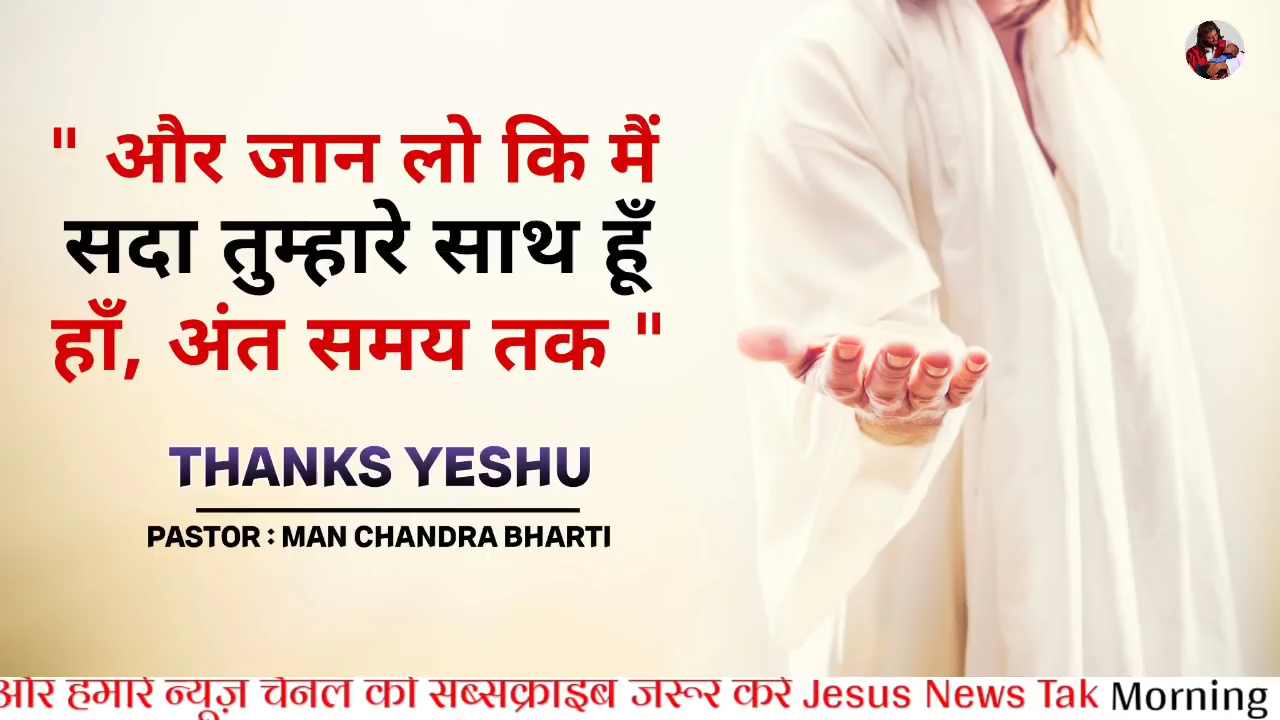 " और जान लो कि मैं
सदा तुम्हारे साथ हूँ
हाँ, अंत समय तक "
THANKS YESHU
PASTOR : MAN CHANDRA BHARTI
और हमारे न्यूज़ चैनल को सब्सक्राइब जरूर करें Jesus News Tak Morning